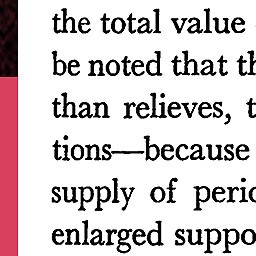 the total value
be noted that th
than relieves, t
tions—because
supply of perio
enlarged suppo